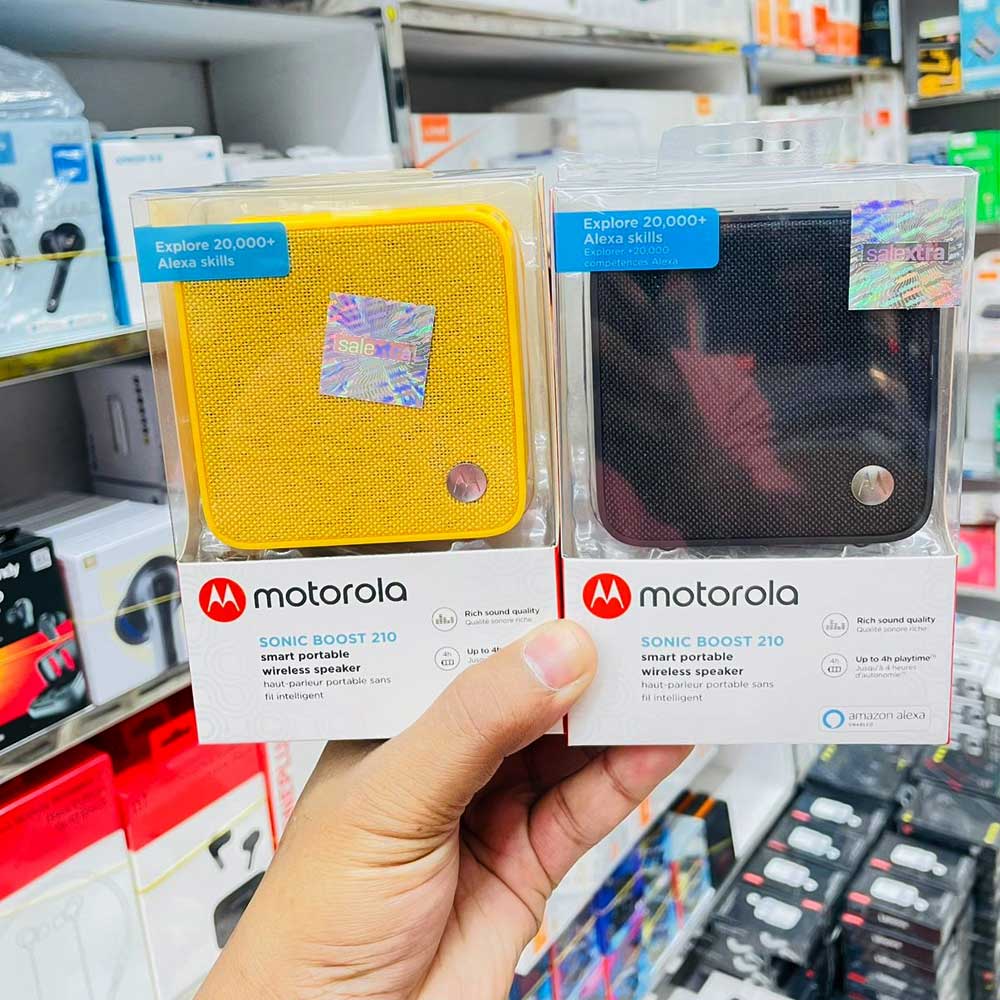 Explore 20,000+
Alexa skills
salextra
motorola
SONIC BOOST 210
smart portable
wireless speaker
haut-parleur portable sans
fil intelligent
Rich sound quality
Qualité sonore riche
Up to 4h
Explore 20,000+
Alexa skills
Explorer +20,000
compétences Alexa
salextra
motorola
SONIC BOOST 210
smart portable
wireless speaker
haut-parleur portable sans
fil intelligent
Rich sound quality
Qualité sonore riche
4h
Up to 4h playtime
Jusqu'à 4 heures
d'autonomie
amazon alexa
ENABLED